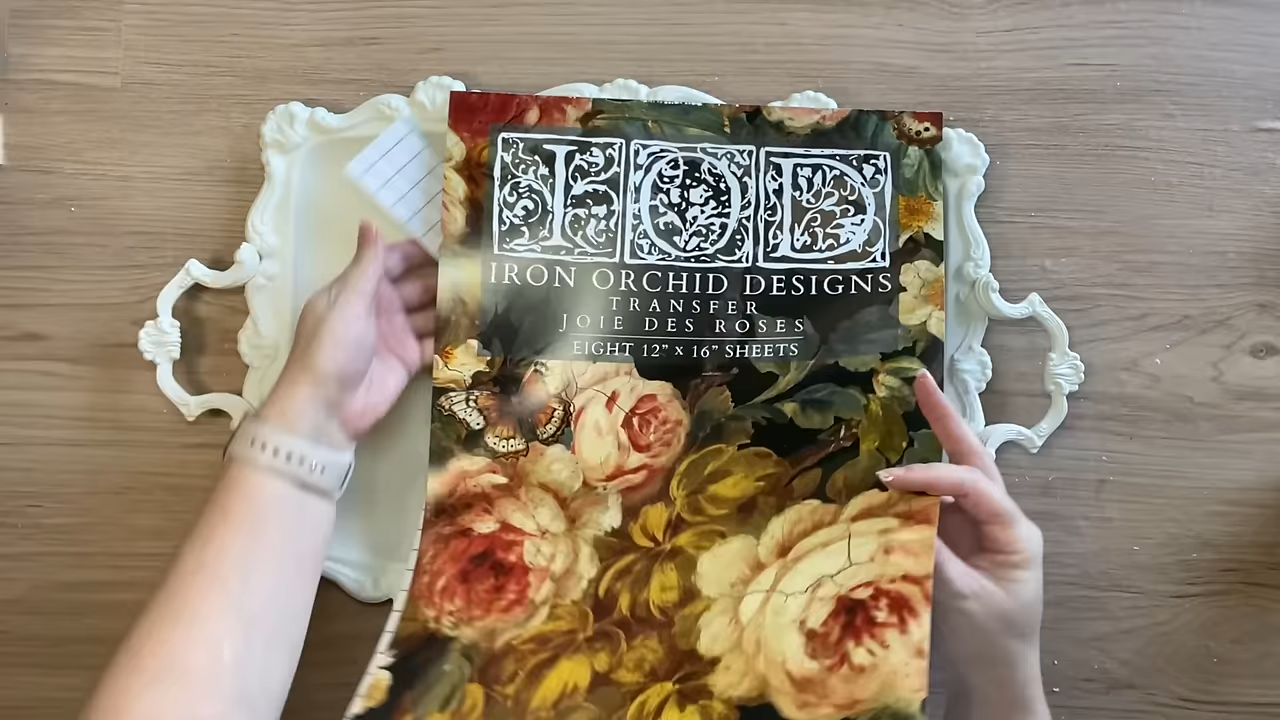 IOD
IRON ORCHID DESIGNS
TRANSFER
JOIE DES ROSES
EIGHT 12” x 16” SHEETS